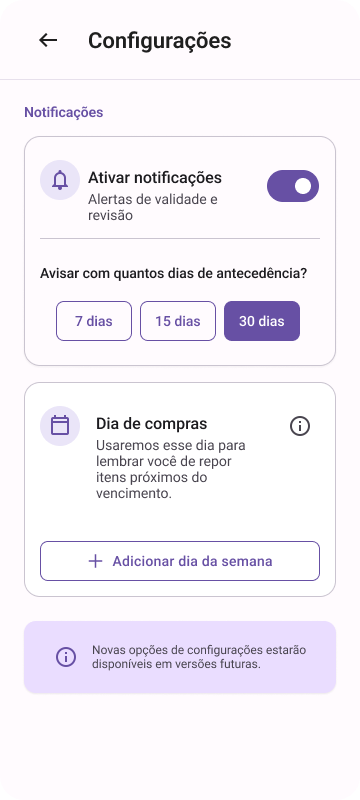 Configurações
Notificações
Ativar notificações
Alertas de validade e
revisão
Avisar com quantos dias de antecedência?
7 dias
15 dias
30 dias
Dia de compras
Usaremos esse dia para
lembrar você de repor
itens próximos do
vencimento.
Adicionar dia da semana
Novas opções de configurações estarão
disponíveis em versões futuras.